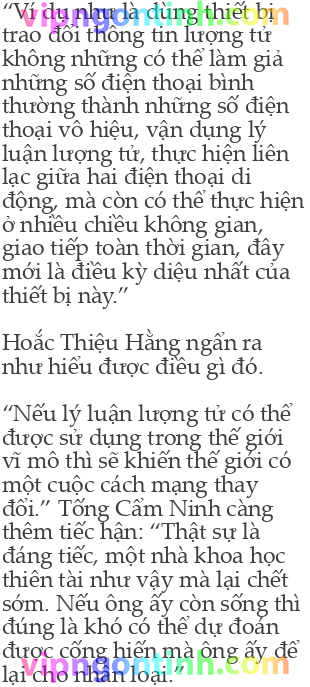 “Ví dụ như là dùng thiết bị
trao đổi thông tin lượng tử
không những có thể làm giả
những số điện thoại bình
thường thành những số điện
thoại vô hiệu, vận dụng lý
luận lượng tử, thực hiện liên
lạc giữa hai điện thoại di
động, mà còn có thể thực hiện
ở nhiều chiều không gian,
giao tiếp toàn thời gian, đây
mới là điều kỳ diệu nhất của
thiết bị này.”
Hoắc Thiệu Hằng ngẩn ra
như hiểu được điều gì đó.
“Nếu lý luận lượng tử có thể
được sử dụng trong thế giới
vĩ mô thì sẽ khiến thế giới có
một cuộc cách mạng thay
đổi.” Tống Cẩm Ninh càng
thêm tiếc hận: “Thật sự là
đáng tiếc, một nhà khoa học
thiên tài như vậy mà lại chết
sớm. Nếu ông ấy còn sống thì
đúng là khó có thể dự đoán
được cống hiến mà ông ấy để
lại cho nhân loại.”
vipngontinh.com
vipngontinh.com